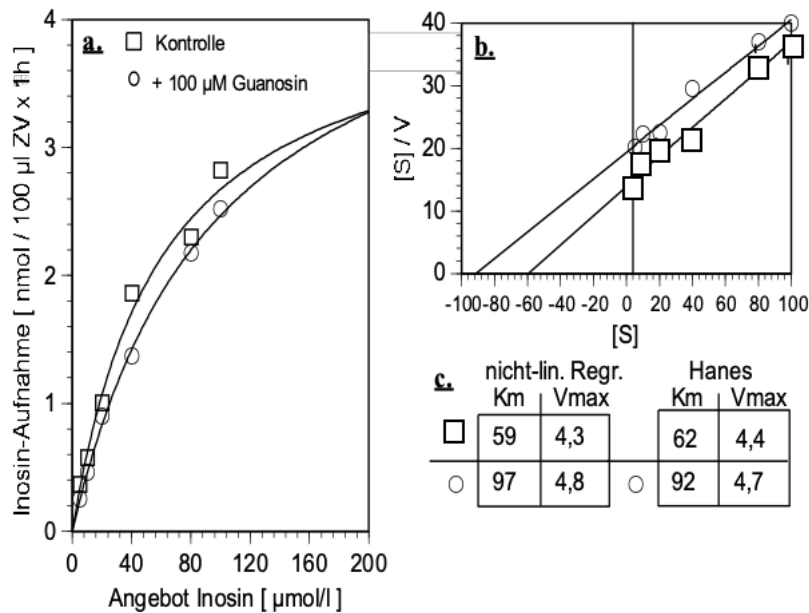 a.
Kontrolle
+ 100 µM Guanosin
Inosin-Aufnahme [ nmol / 100 µl ZV x 1h ]
4
3
2
1
0
0 40 80 120 160 200
Angebot Inosin [ µmol/l ]
b.
[S] / V
40
30
20
10
0
-100 -80 -60 -40 -20 0 20 40 60 80 100
[S]
c.
nicht-lin. Regr. Hanes
Km Vmax Km Vmax
59 4,3 62 4,4
97 4,8 92 4,7